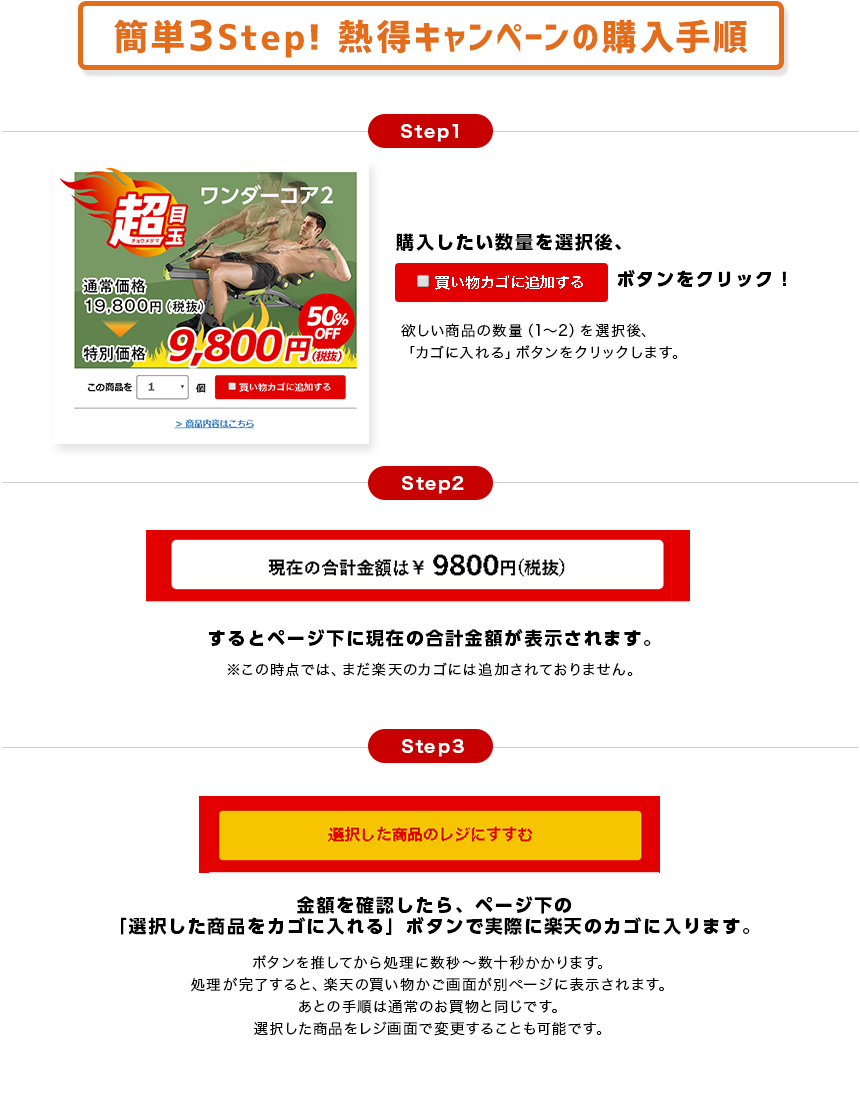 簡単3Step! 熱得キャンペーンの購入手順
Step1
超目玉
チョウメダマ
ワンダーコア2
通常価格
19,800円(税抜)
50%
OFF
特別価格 9,800円(税抜)
この商品を 1 個 買い物カゴに追加する
> 商品内容はこちら
購入したい数量を選択後、
買い物カゴに追加する ボタンをクリック！
欲しい商品の数量（1〜2）を選択後、
「カゴに入れる」ボタンをクリックします。
Step2
現在の合計金額は￥ 9800円(税抜)
するとページ下に現在の合計金額が表示されます。
※この時点では、まだ楽天のカゴには追加されておりません。
Step3
選択した商品のレジにすすむ
金額を確認したら、ページ下の
「選択した商品をカゴに入れる」ボタンで実際に楽天のカゴに入ります。
ボタンを推してから処理に数秒〜数十秒かかります。
処理が完了すると、楽天の買い物かご画面が別ページに表示されます。
あとの手順は通常のお買物と同じです。
選択した商品をレジ画面で変更することも可能です。